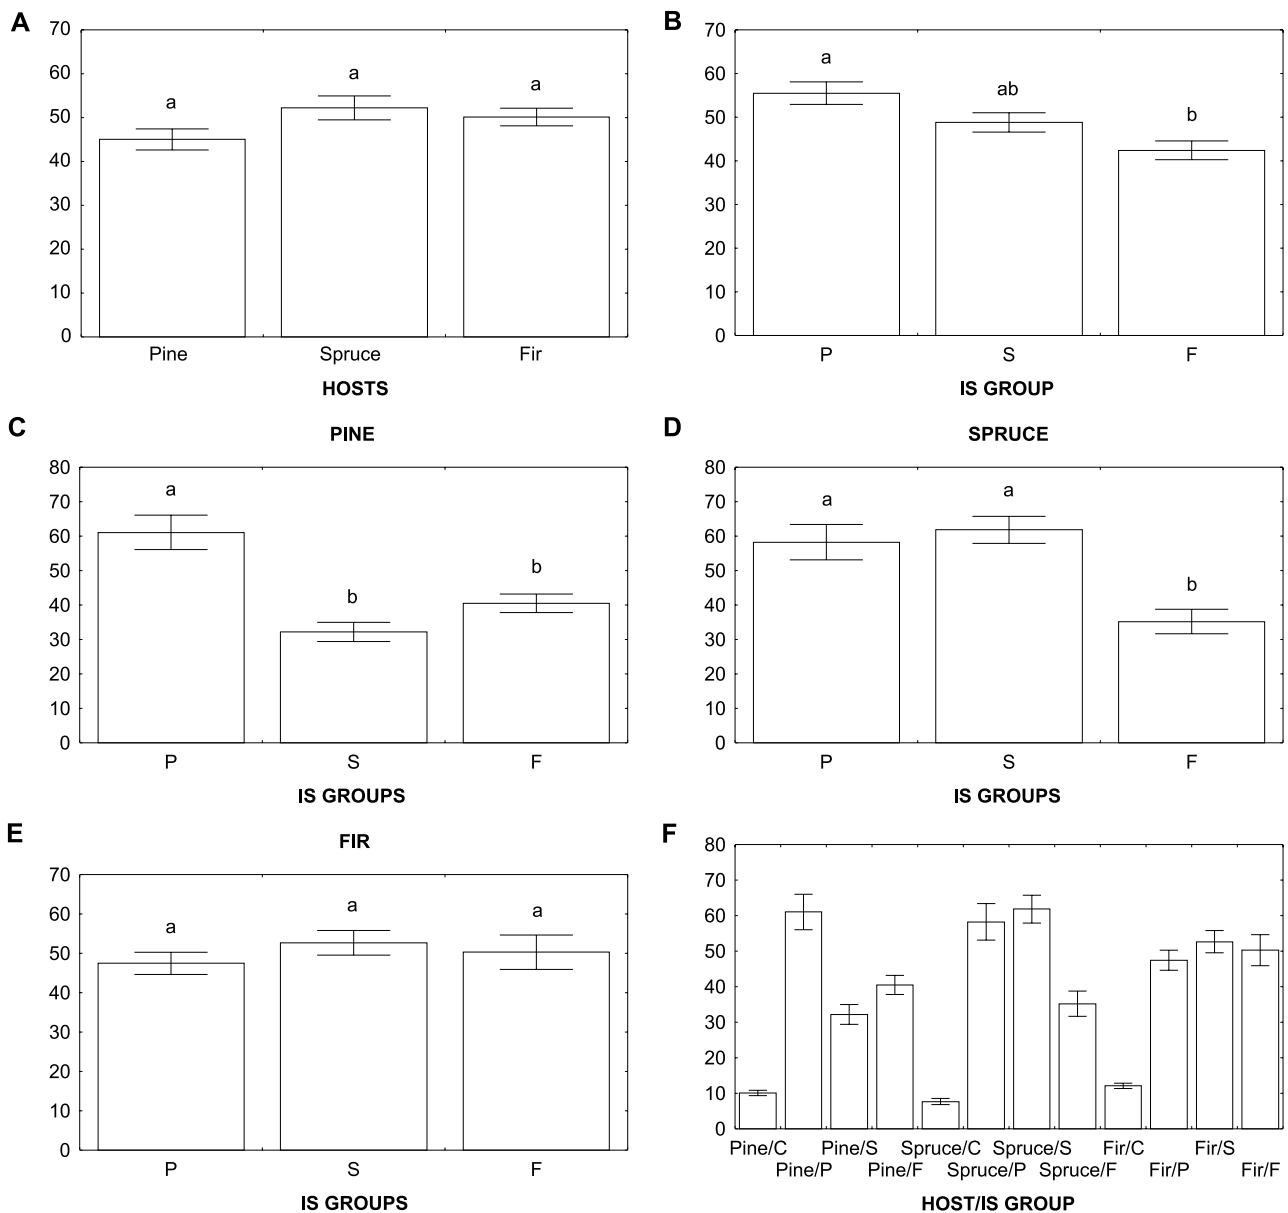 A
70
60
50
40
30
20
10
0
a
a
a
Pine
Spruce
Fir
HOSTS
B
70
60
50
40
30
20
10
0
a
ab
b
P
S
F
IS GROUP
C
PINE
80
70
60
50
40
30
20
10
0
a
b
b
P
S
F
IS GROUPS
D
SPRUCE
80
70
60
50
40
30
20
10
0
a
a
b
P
S
F
IS GROUPS
E
FIR
70
60
50
40
30
20
10
0
a
a
a
P
S
F
IS GROUPS
F
80
70
60
50
40
30
20
10
0
Pine/C
Pine/P
Pine/S
Pine/F
Spruce/C
Spruce/P
Spruce/S
Spruce/F
Fir/C
Fir/P
Fir/S
Fir/F
HOST/IS GROUP